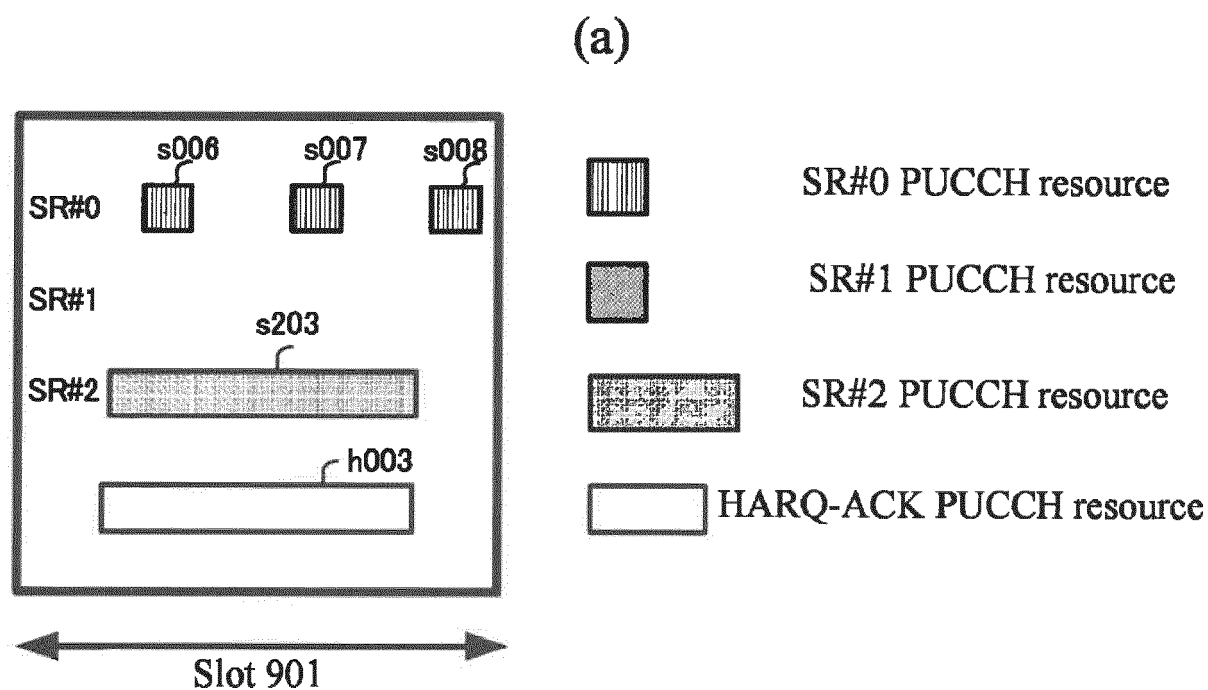 (a)
s006 s007 s008
SR#0
SR#1
s203
SR#2
h003
Slot 901
SR#0 PUCCH resource
SR#1 PUCCH resource
SR#2 PUCCH resource
HARQ-ACK PUCCH resource